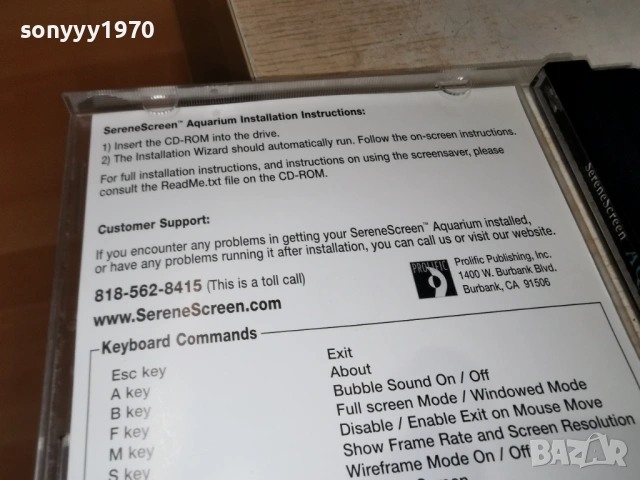 sonyyy1970
SereneScreen™ Aquarium Installation Instructions:
1) Insert the CD-ROM into the drive.
2) The Installation Wizard should automatically run. Follow the on-screen instructions.
For full installation instructions, and instructions on using the screensaver, please
consult the ReadMe.txt file on the CD-ROM.
Customer Support:
If you encounter any problems in getting your SereneScreen™ Aquarium installed,
or have any problems running it after installation, you can call us or visit our website.
818-562-8415 (This is a toll call)
www.SereneScreen.com
PROLIFIC
Prolific Publishing, Inc.
1400 W. Burbank Blvd.
Burbank, CA 91506
Keyboard Commands
Esc key Exit
A key About
B key Bubble Sound On / Off
F key Full screen Mode / Windowed Mode
M key Disable / Enable Exit on Mouse Move
S key Show Frame Rate and Screen Resolution
Wireframe Mode On / Off
SereneScreen
BAZAR